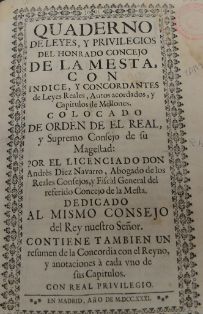 QUADERNO
DE LEYES, Y PRIVILEGIOS
DEL HONRADO CONCEJO
DE LA MESTA,
CON
INDICE, Y CONCORDANTES
de Leyes Reales, Autos acordados, y
Capitulos de Millones,
COLOCADO
DE ORDEN DE EL REAL,
y Supremo Consejo de su
Magestad:
POR EL LICENCIADO DON
Andrès Diez Navarro, Abogado de los
Reales Consejos, y Fiscal General del
referido Concejo de la Mesta.
DEDICADO
AL MISMO CONSEJO
del Rey nuestro Señor.
CONTIENE TAMBIEN UN
resumen de la Concordia con el Reyno,
y anotaciones à cada vno de
sus Capitulos.
CON REAL PRIVILEGIO.
EN MADRID, AÑO DE M.DCC.XXXI.